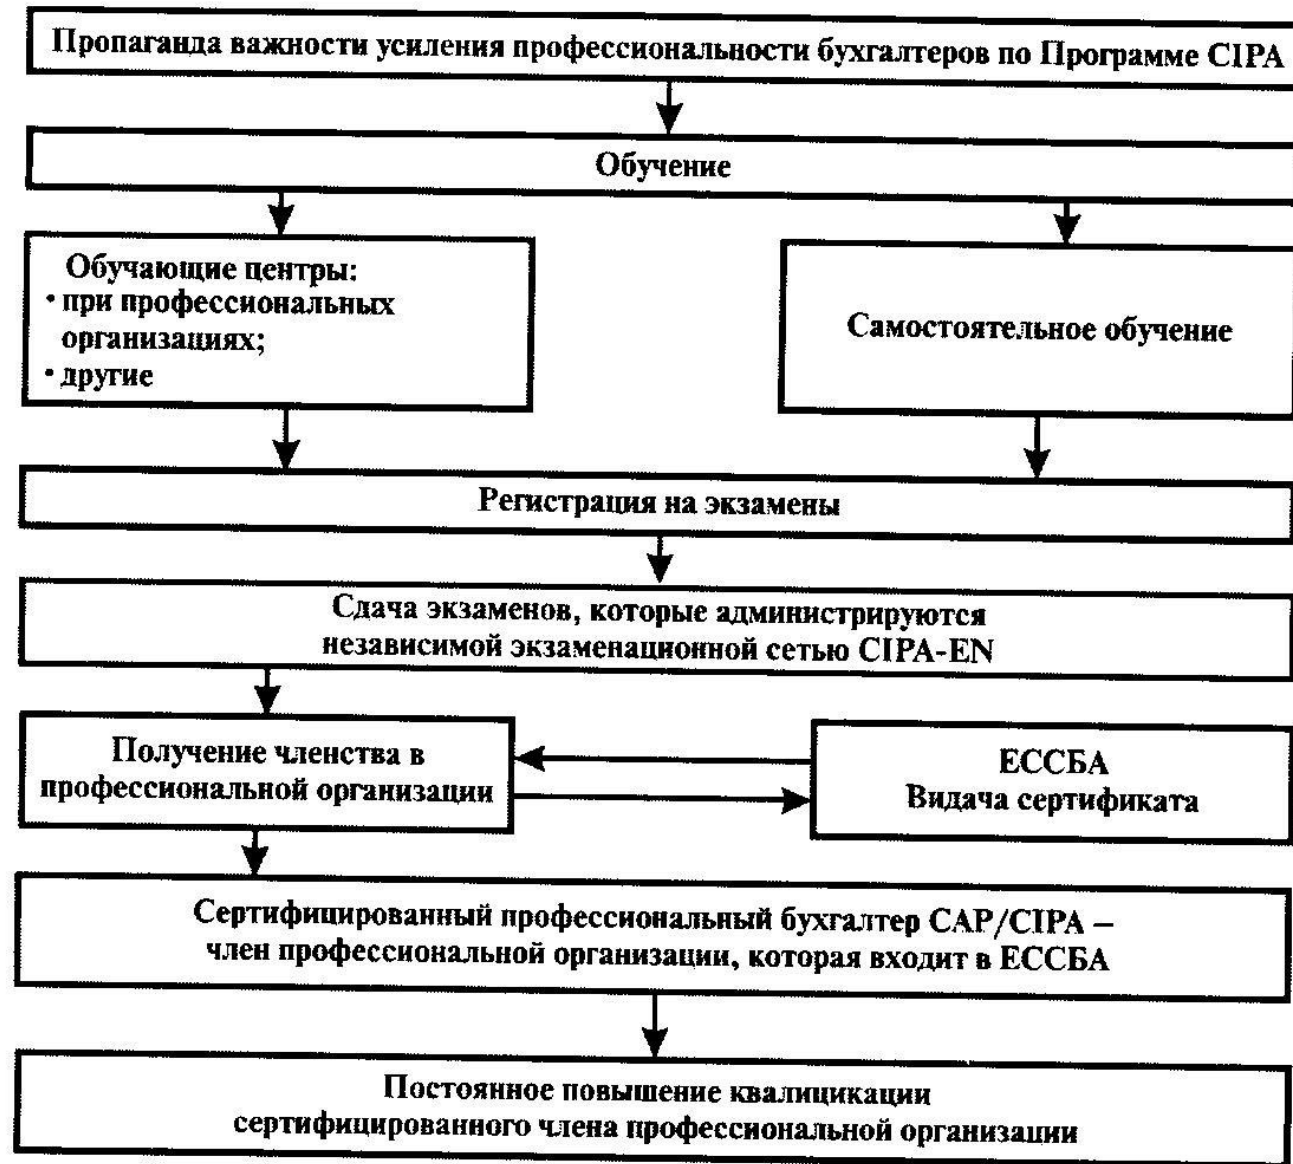 Пропаганда важности усиления профессиональности бухгалтеров по Программе CIPA
Обучение
Обучающие центры:
• при профессиональных
организациях;
• другие
Самостоятельное обучение
Регистрация на экзамены
Сдача экзаменов, которые администрируются
независимой экзаменационной сетью CIPA-EN
Получение членства в
профессиональной организации
ЕССБА
Видача сертификата
Сертифицированный профессиональный бухгалтер CAP/CIPA –
член профессиональной организации, которая входит в ЕССБА
Постоянное повышение квалицикации
сертифицированного члена профессиональной организации